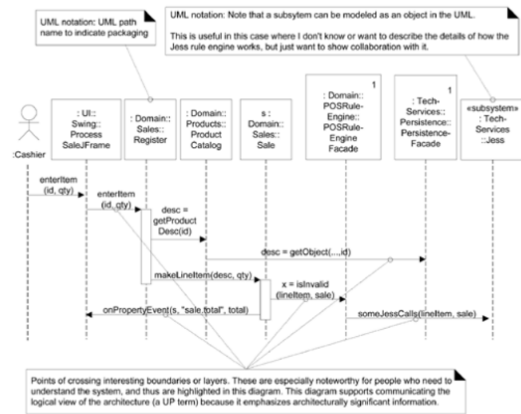 UML notation: UML path
name to indicate packaging
UML notation: Note that a subsytem can be modeled as an object in the UML.
This is useful in this case where I don't know or want to describe the details of how the
Jess rule engine works, but just want to show collaboration with it.
:Cashier
: UI::
Swing::
Process
SaleJFrame
: Domain::
Sales::
Register
: Domain::
Products::
Product
Catalog
s :
Domain::
Sales::
Sale
1
: Domain::
POSRule-
Engine::
POSRule-
Engine
Facade
1
: Tech-
Services::
Persistence::
Persistence-
Facade
«subsystem»
: Tech-
Services
::Jess
enterItem
(id, qty)
enterItem
(id, qty)
desc =
getProduct
Desc(id)
desc = getObject(...,id)
makeLineItem(desc, qty)
x = isInvalid
(lineItem, sale)
onPropertyEvent(s, "sale.total", total)
someJessCalls(lineItem, sale)
Points of crossing interesting boundaries or layers. These are especially noteworthy for people who need to
understand the system, and thus are highlighted in this diagram. This diagram supports communicating the
logical view of the architecture (a UP term) because it emphasizes architecturally significant information.